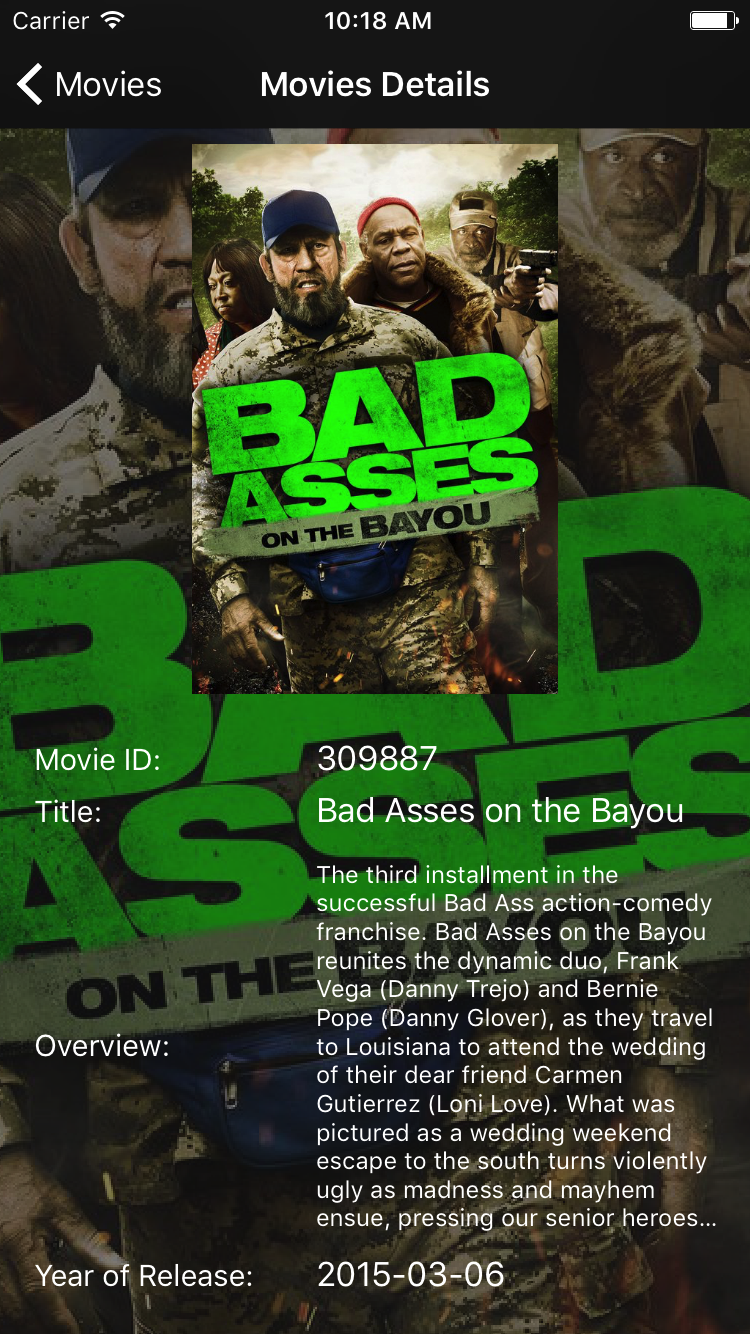 Carrier 10:18 AM
Movies Movies Details
BAD
ASSES
ON THE BAYOU
BAD
ASSES
ON THE BAYOU
Movie ID: 309887
Title: Bad Asses on the Bayou
Overview:
The third installment in the
successful Bad Ass action-comedy
franchise. Bad Asses on the Bayou
reunites the dynamic duo, Frank
Vega (Danny Trejo) and Bernie
Pope (Danny Glover), as they travel
to Louisiana to attend the wedding
of their dear friend Carmen
Gutierrez (Loni Love). What was
pictured as a wedding weekend
escape to the south turns violently
ugly as madness and mayhem
ensue, pressing our senior heroes...
Year of Release: 2015-03-06